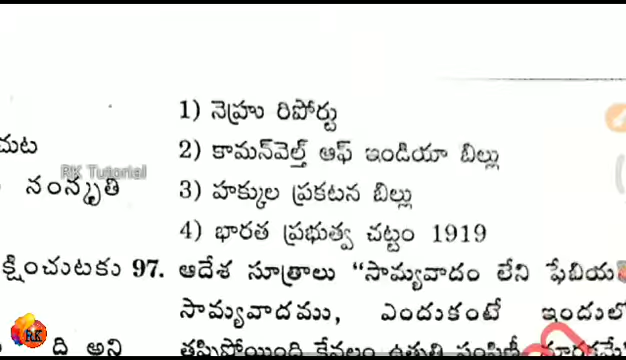 1) నెహ్రు రిపోర్టు
2) కామన్‌వెల్త్ ఆఫ్ ఇండియా బిల్లు
3) హక్కుల ప్రకటన బిల్లు
4) భారత ప్రభుత్వ చట్టం 1919
RK Tutorial
క్షించుటకు 97. ఆదేశ సూత్రాలు “సామ్యవాదం లేని
సామ్యవాదము, ఎందుకంటే
RK ది అని తప్పిపోయింది కేవలం